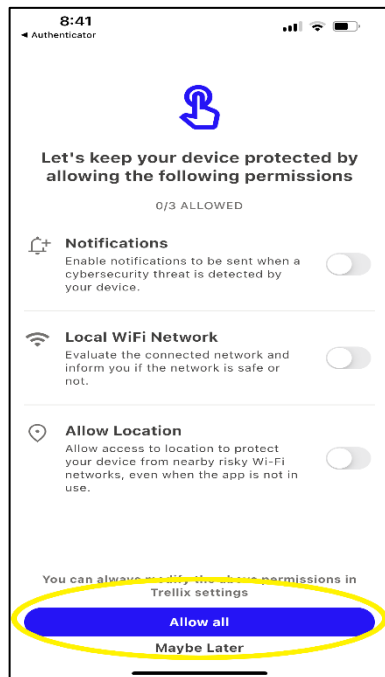 8:41
◄ Authenticator
Let's keep your device protected by
allowing the following permissions
0/3 ALLOWED
Notifications
Enable notifications to be sent when a
cybersecurity threat is detected by
your device.
Local WiFi Network
Evaluate the connected network and
inform you if the network is safe or
not.
Allow Location
Allow access to location to protect
your device from nearby risky Wi-Fi
networks, even when the app is not in
use.
You can always modify the above permissions in
Trellix settings
Allow all
Maybe Later